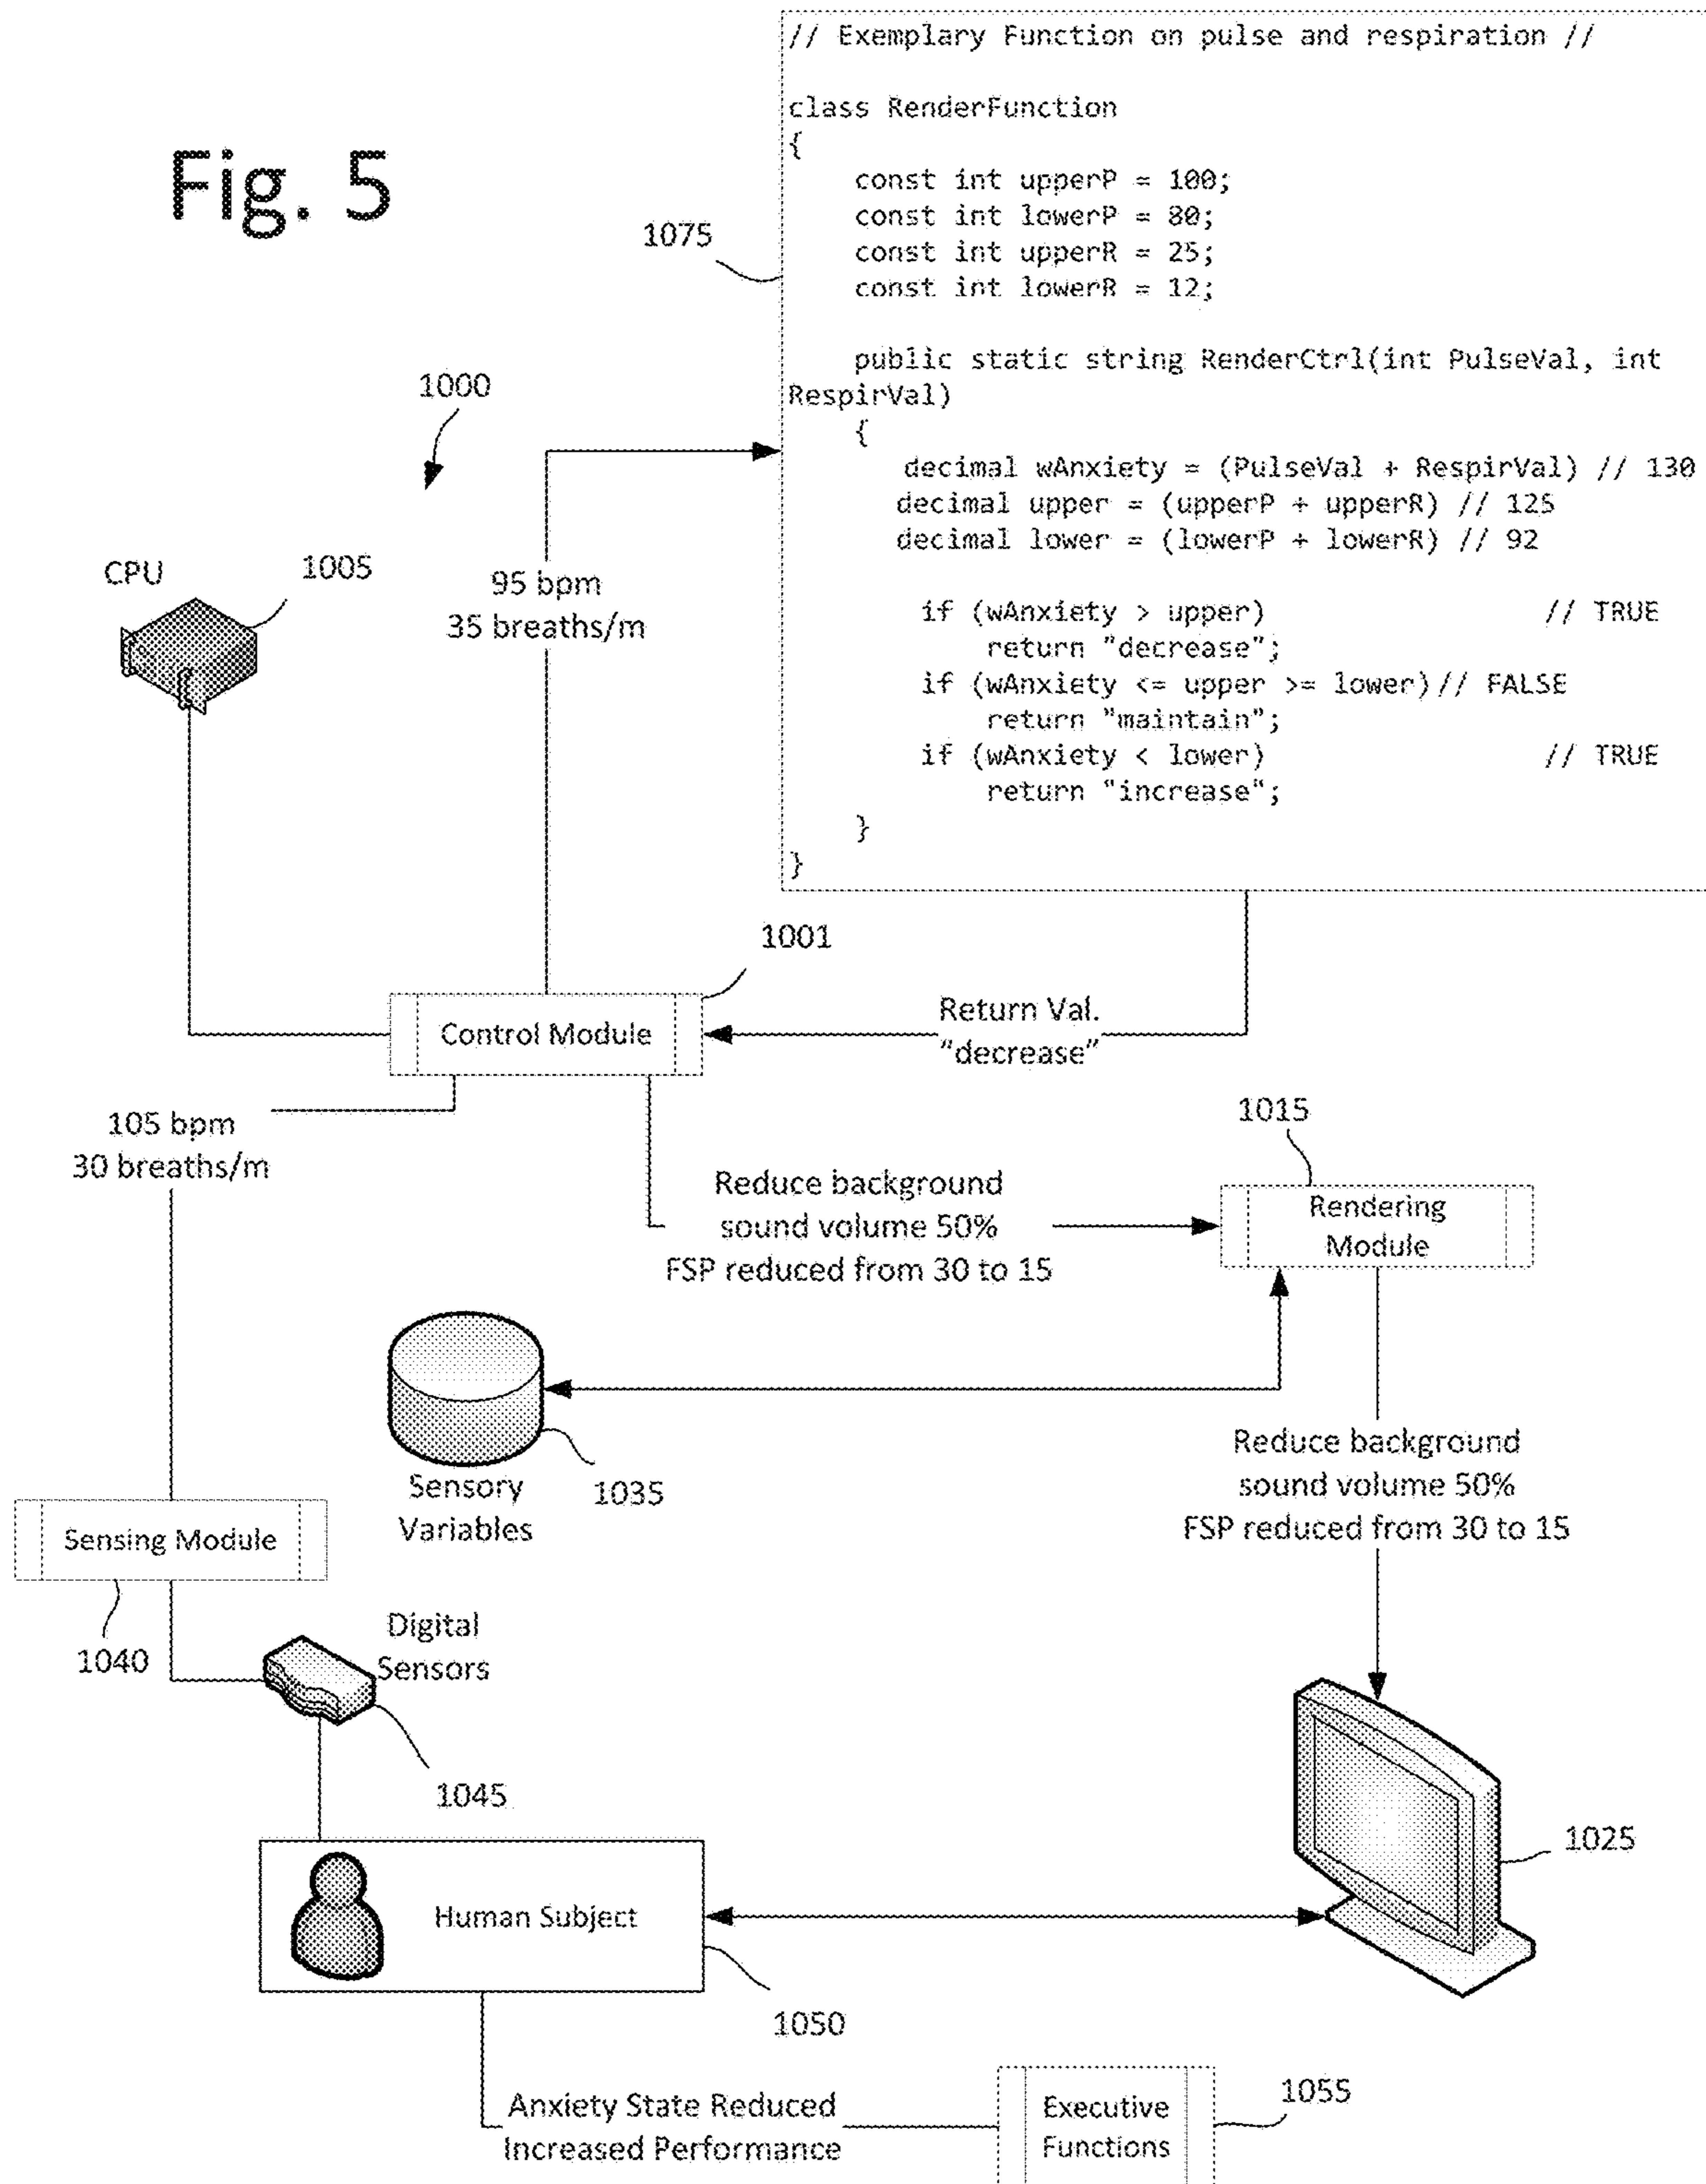 Fig. 5
// Exemplary Function on pulse and respiration //
class RenderFunction
{
const int upperP = 100;
const int lowerP = 80;
const int upperR = 25;
const int lowerR = 12;
public static string RenderCtrl(int PulseVal, int
RespirVal)
{
decimal wAnxiety = (PulseVal + RespirVal) // 130
decimal upper = (upperP + upperR) // 125
decimal lower = (lowerP + lowerR) // 92
if (wAnxiety > upper) // TRUE
return "decrease";
if (wAnxiety <= upper >= lower)// FALSE
return "maintain";
if (wAnxiety < lower) // TRUE
return "increase";
}
}
1075
1000
CPU
1005
95 bpm
35 breaths/m
1001
Control Module
Return Val.
"decrease"
105 bpm
30 breaths/m
1015
Reduce background
sound volume 50%
FSP reduced from 30 to 15
Rendering
Module
Sensory
Variables
1035
Reduce background
sound volume 50%
FSP reduced from 30 to 15
Sensing Module
1040
Digital
Sensors
1045
1025
Human Subject
1050
Anxiety State Reduced
Increased Performance
Executive
Functions
1055